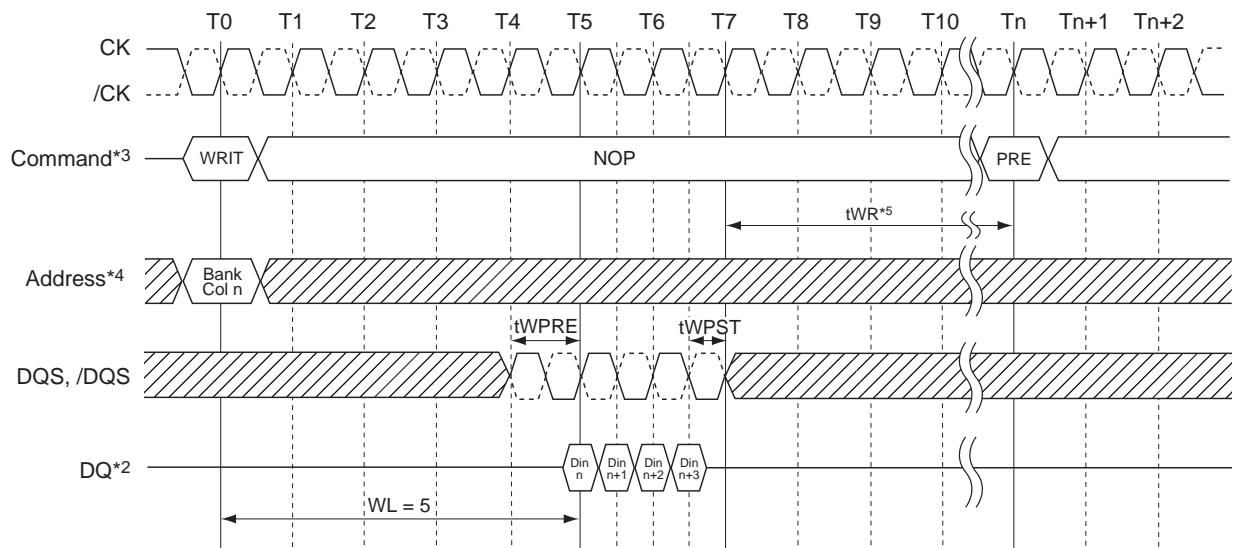 T0 T1 T2 T3 T4 T5 T6 T7 T8 T9 T10 Tn Tn+1 Tn+2
CK
/CK
Command*3 WRIT NOP PRE
tWR*5
Address*4 Bank
Col n
tWPRE tWPST
DQS, /DQS
DQ*2 Din
n Din
n+1 Din
n+2 Din
n+3
WL = 5